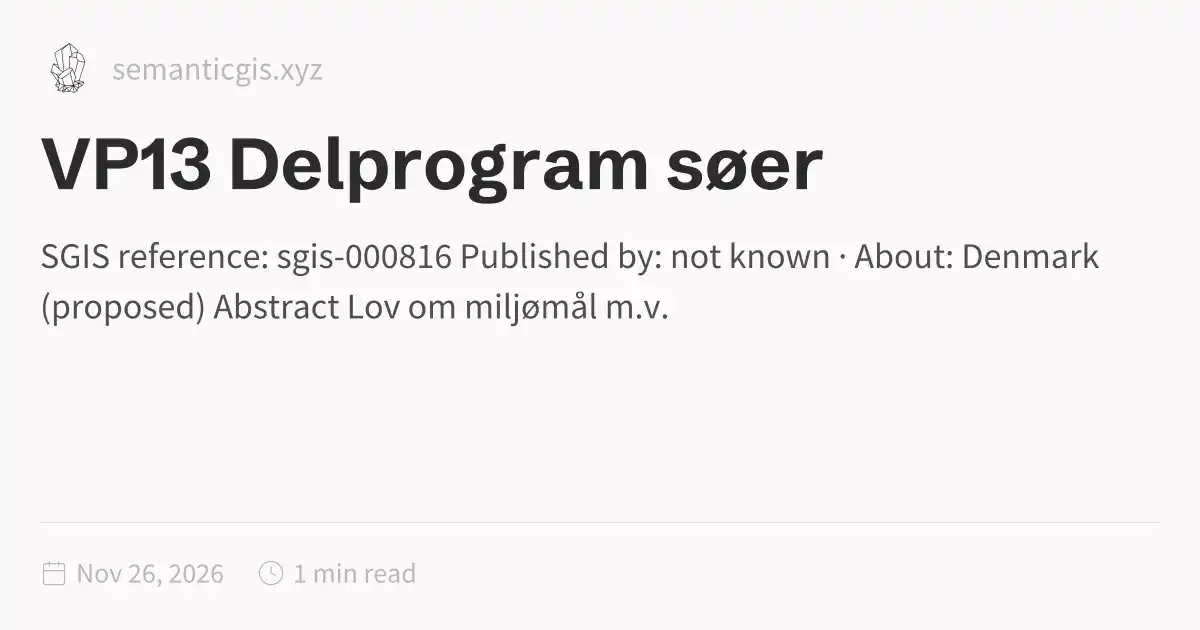 semanticgis.xyz
VP13 Delprogram søer
SGIS reference: sgis-000816 Published by: not known · About: Denmark
(proposed) Abstract Lov om miljømål m.v.
Nov 26, 2026 1 min read